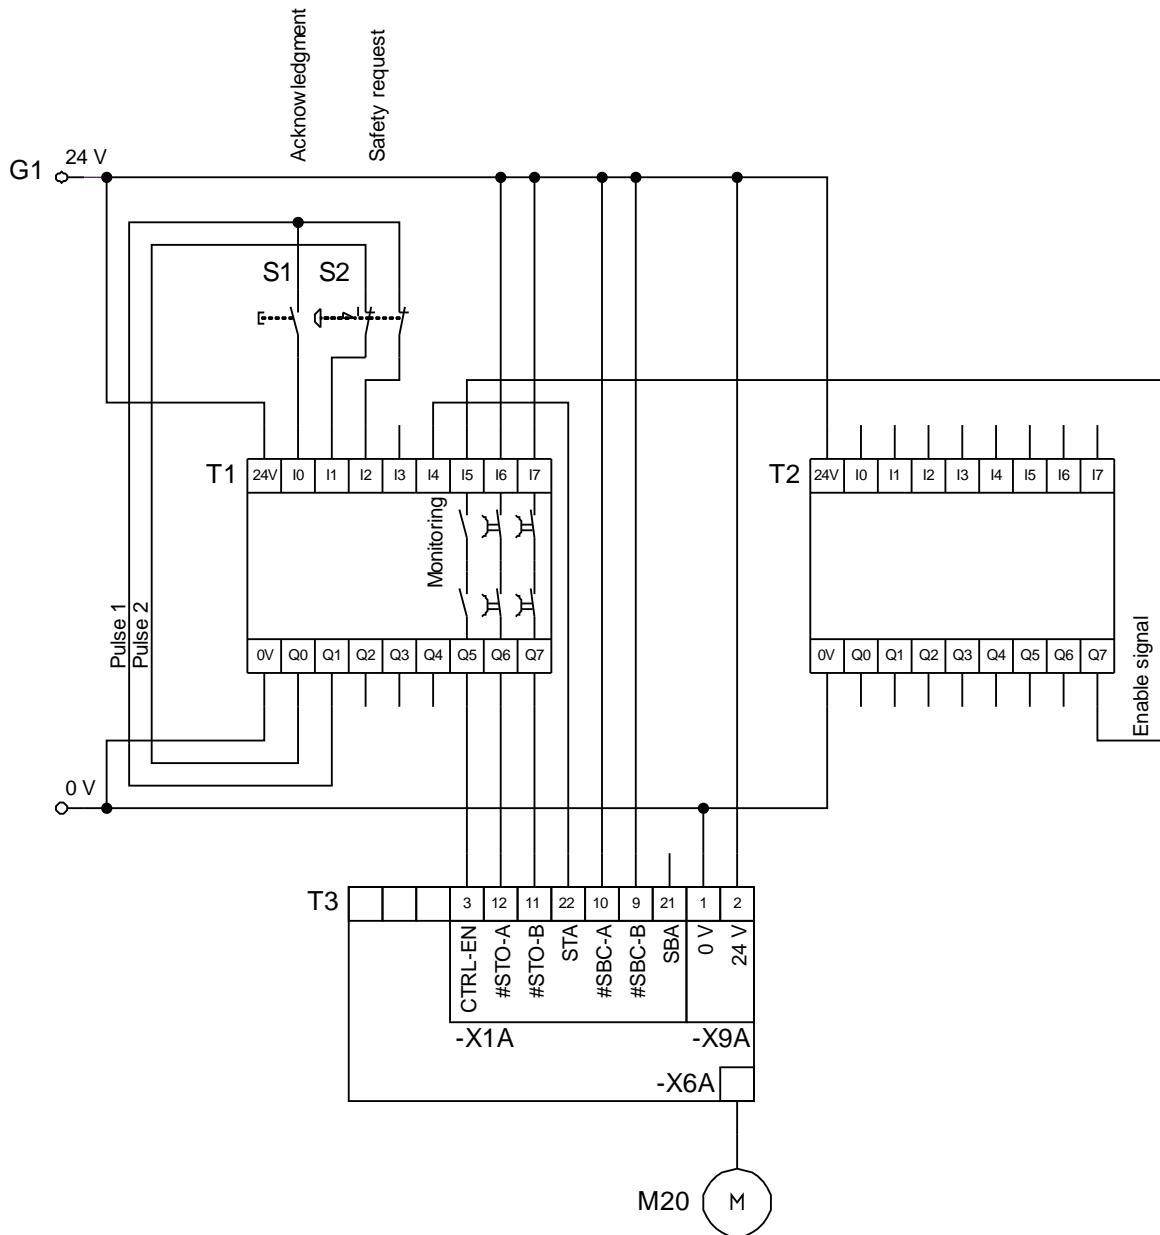 Acknowledgment
Safety request
24 V
G1
S1 S2
T1
24V I0 I1 I2 I3 I4 I5 I6 I7
T2
24V I0 I1 I2 I3 I4 I5 I6 I7
Monitoring
Pulse 1
Pulse 2
0V Q0 Q1 Q2 Q3 Q4 Q5 Q6 Q7
0V Q0 Q1 Q2 Q3 Q4 Q5 Q6 Q7
Enable signal
0 V
T3
3 12 11 22 10 9 21 1 2
CTRL-EN
#STO-A
#STO-B
STA
#SBC-A
#SBC-B
SBA
0 V
24 V
-X1A
-X9A
-X6A
M20
M